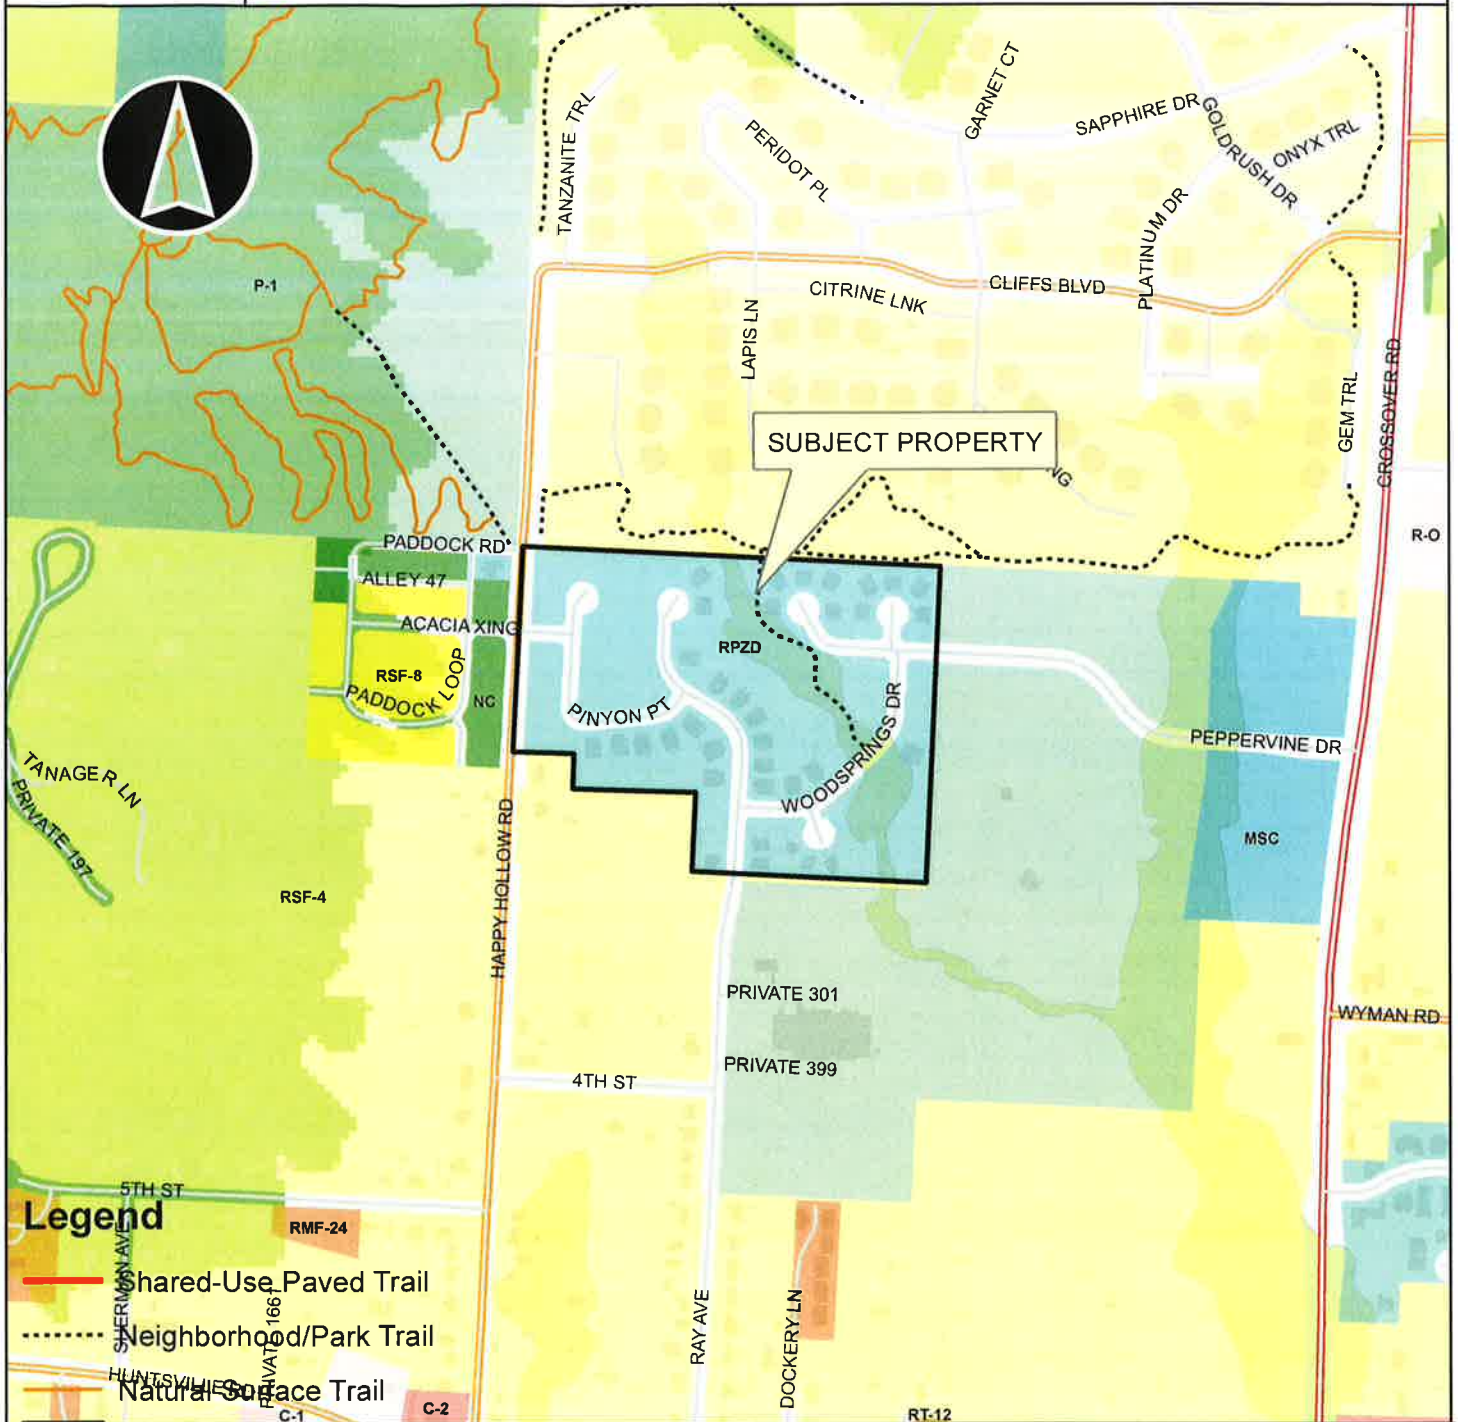 GARNET CT
SAPPHIRE DR
TANZANITE TRL
PERIDOT PL
GOLDRUSH DR
ONYX TRL
PLATINUM DR
P-1
CITRINE LNK
CLIFFS BLVD
LAPIS LN
GEM TRL
CROSSOVER RD
SUBJECT PROPERTY
NG
R-O
PADDOCK RD
ALLEY 47
ACACIA XING
RPZD
RSF-8
PADDOCK LOOP
NC
PINYON PT
WOODSPRINGS DR
PEPPERVINE DR
TANAGER LN
PRIVATE 197
HAPPY HOLLOW RD
MSC
RSF-4
PRIVATE 301
WYMAN RD
PRIVATE 399
4TH ST
5TH ST
Legend
RMF-24
Shared-Use Paved Trail
SHERMAN AVE
PRIVATE 1661
Neighborhood/Park Trail
RAY AVE
DOCKERY LN
HUNTSVILLE RD
Natural Surface Trail
C-1
C-2
RT-12